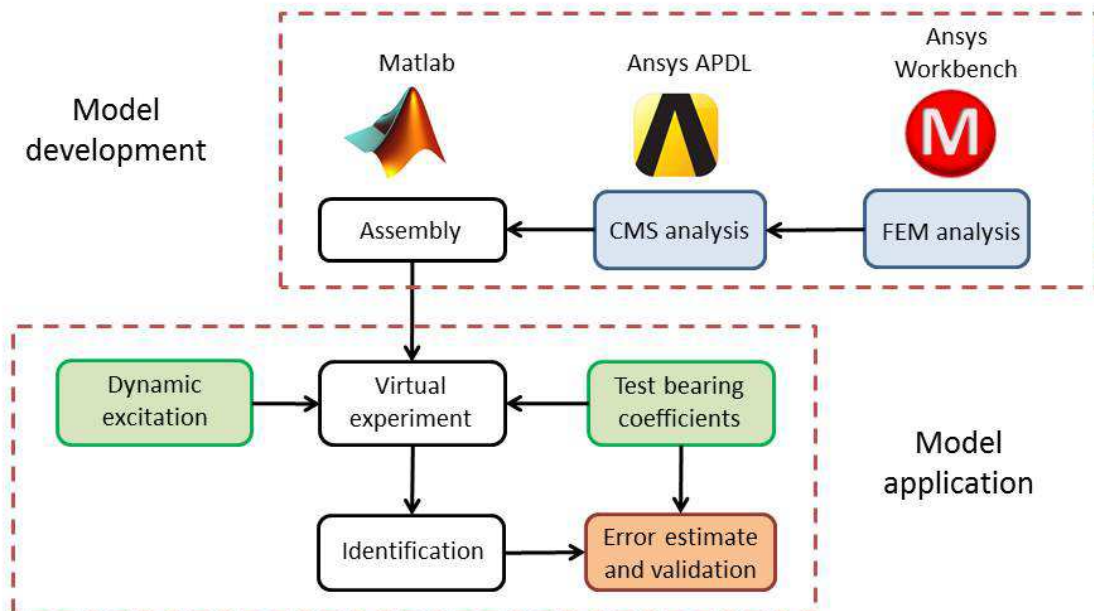 Model
development
Matlab
Ansys APDL
Ansys
Workbench
M
Assembly
CMS analysis
FEM analysis
Dynamic
excitation
Virtual
experiment
Test bearing
coefficients
Model
application
Identification
Error estimate
and validation